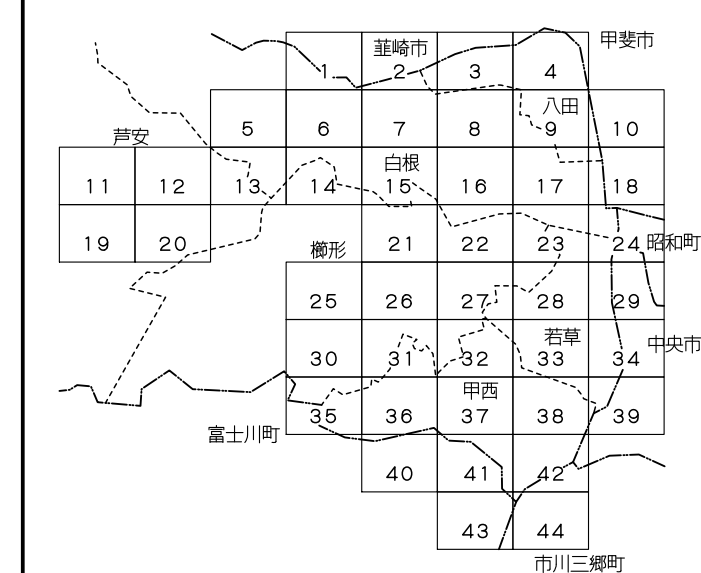 甲斐市
韮崎市
1 2 3 4
八田
5 6 7 8 9 10
芦安
白根
11 12 13 14 15 16 17 18
櫛形
昭和町
19 20 21 22 23 24
25 26 27 28 29
若草
中央市
30 31 32 33 34
甲西
富士川町
35 36 37 38 39
40 41 42
43 44
市川三郷町